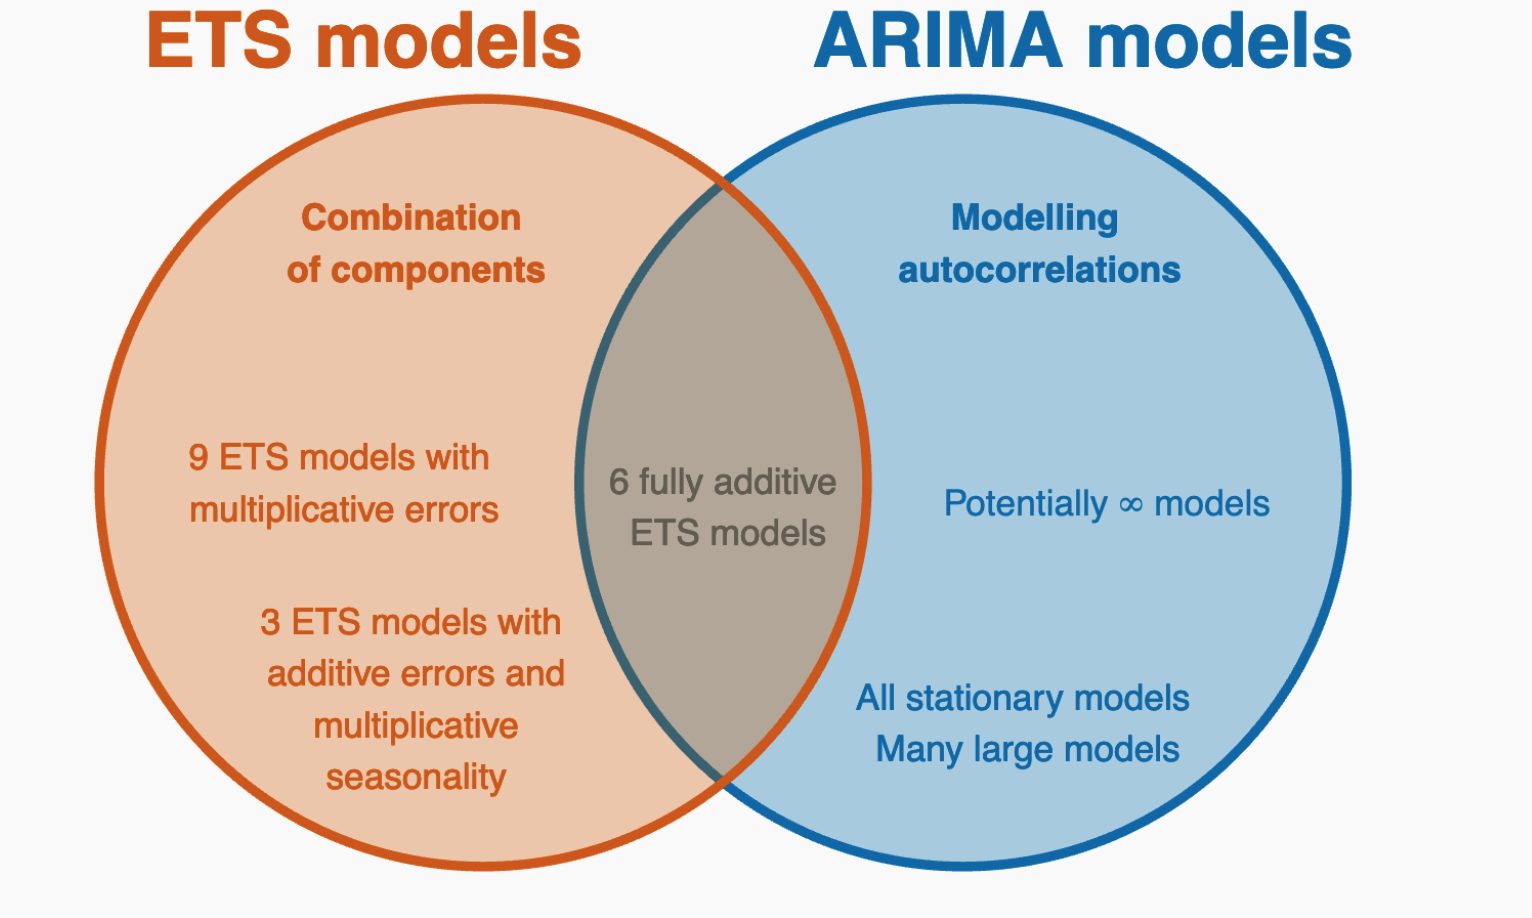 ETS models
ARIMA models
Combination
of components
Modelling
autocorrelations
9 ETS models with
multiplicative errors
6 fully additive
ETS models
Potentially ∞ models
3 ETS models with
additive errors and
multiplicative
seasonality
All stationary models
Many large models